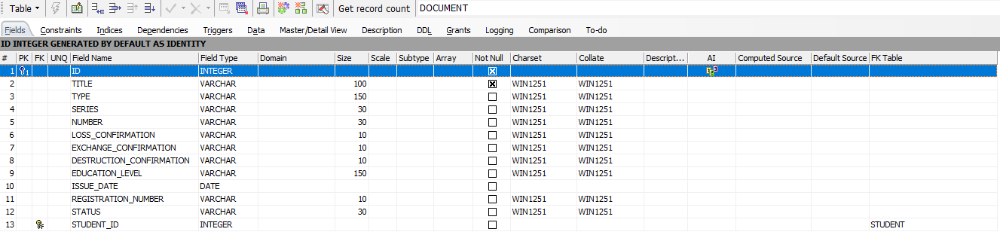 Table Get record count DOCUMENT
Fields Constraints Indices Dependencies Triggers Data Master/Detail View Description DDL Grants Logging Comparison To-do
ID INTEGER GENERATED BY DEFAULT AS IDENTITY
# PK FK UNQ Field Name Field Type Domain Size Scale Subtype Array Not Null Charset Collate Descript... AI Computed Source Default Source FK Table
1 1 ID INTEGER
2 TITLE VARCHAR 100 WIN1251 WIN1251
3 TYPE VARCHAR 150 WIN1251 WIN1251
4 SERIES VARCHAR 30 WIN1251 WIN1251
5 NUMBER VARCHAR 30 WIN1251 WIN1251
6 LOSS_CONFIRMATION VARCHAR 10 WIN1251 WIN1251
7 EXCHANGE_CONFIRMATION VARCHAR 10 WIN1251 WIN1251
8 DESTRUCTION_CONFIRMATION VARCHAR 10 WIN1251 WIN1251
9 EDUCATION_LEVEL VARCHAR 150 WIN1251 WIN1251
10 ISSUE_DATE DATE
11 REGISTRATION_NUMBER VARCHAR 10 WIN1251 WIN1251
12 STATUS VARCHAR 30 WIN1251 WIN1251
13 F STUDENT_ID INTEGER STUDENT